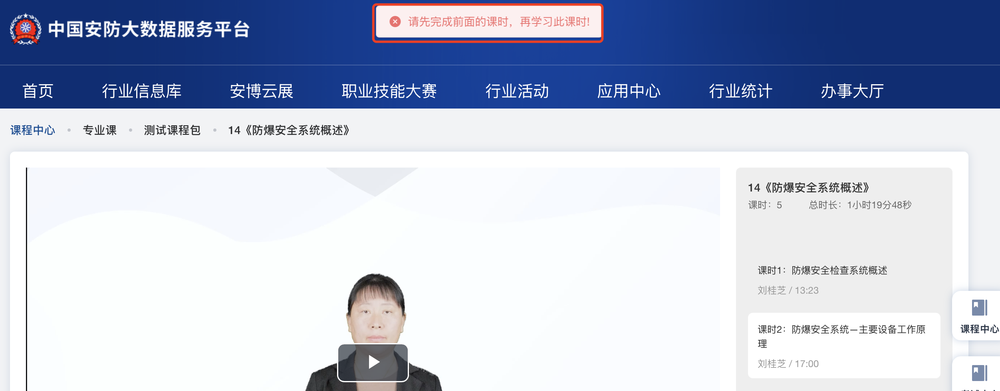 中国安防大数据服务平台
请先完成前面的课时，再学习此课时!
首页 行业信息库 安博云展 职业技能大赛 行业活动 应用中心 行业统计 办事大厅
课程中心 • 专业课 • 测试课程包 • 14《防爆安全系统概述》
14《防爆安全系统概述》
课时：5 总时长：1小时19分48秒
课时1：防爆安全检查系统概述
刘桂芝 / 13:23
课时2：防爆安全系统—主要设备工作原
理
刘桂芝 / 17:00
课程中心